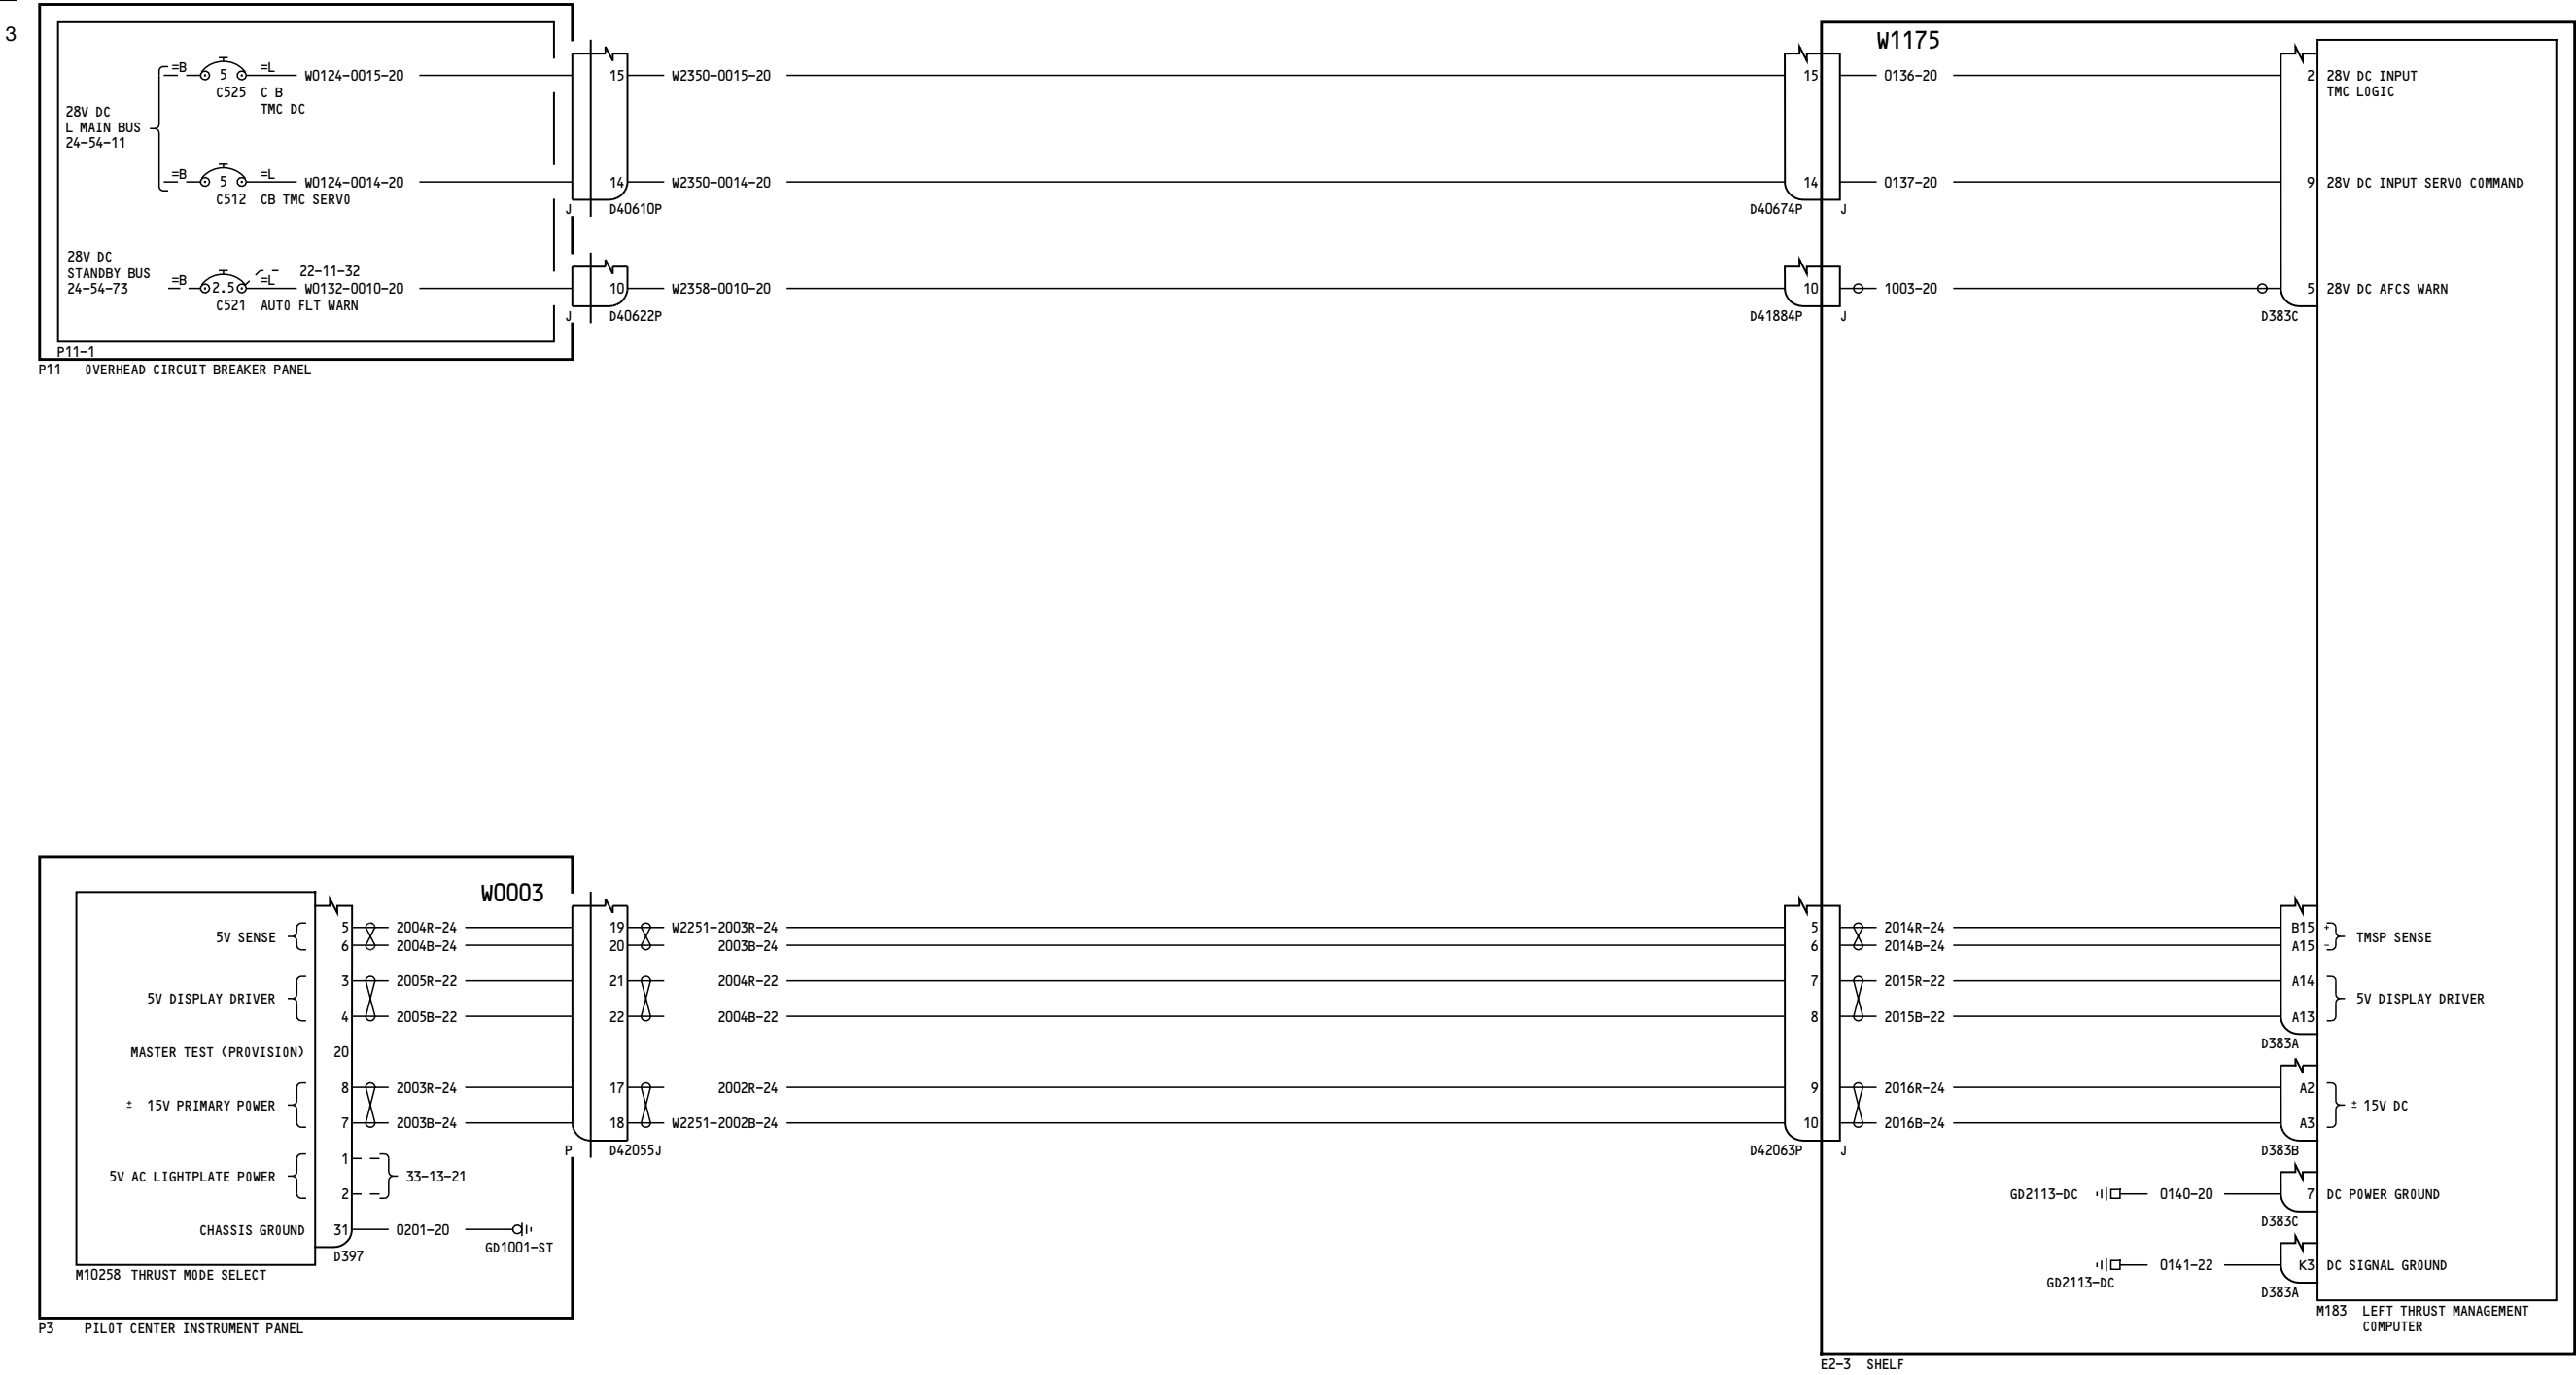 3
W1175
=B 5 =L W0124-0015-20 15 W2350-0015-20 15 0136-20 2 28V DC INPUT
TMC LOGIC
C525 C B
TMC DC
28V DC
L MAIN BUS
24-54-11
=B 5 =L W0124-0014-20 14 W2350-0014-20 14 0137-20 9 28V DC INPUT SERVO COMMAND
C512 CB TMC SERVO
J D40610P D40674P J
28V DC
STANDBY BUS
24-54-73
22-11-32
=B 2.5 =L W0132-0010-20 10 W2358-0010-20 10 1003-20 5 28V DC AFCS WARN
C521 AUTO FLT WARN
J D40622P D41884P J D383C
P11-1
P11 OVERHEAD CIRCUIT BREAKER PANEL
W0003
5V SENSE
5 2004R-24 19 W2251-2003R-24 5 2014R-24 B15 +
6 2004B-24 20 2003B-24 6 2014B-24 A15 -
TMSP SENSE
3 2005R-22 21 2004R-22 7 2015R-22 A14
5V DISPLAY DRIVER
5V DISPLAY DRIVER
4 2005B-22 22 2004B-22 8 2015B-22 A13
D383A
MASTER TEST (PROVISION) 20
8 2003R-24 17 2002R-24 9 2016R-24 A2
± 15V PRIMARY POWER
± 15V DC
7 2003B-24 18 W2251-2002B-24 10 2016B-24 A3
P D42055J D42063P J D383B
1
5V AC LIGHTPLATE POWER
33-13-21
2
GD2113-DC 0140-20 7 DC POWER GROUND
D383C
CHASSIS GROUND 31 0201-20
GD1001-ST
D397
M10258 THRUST MODE SELECT
0141-22 K3 DC SIGNAL GROUND
GD2113-DC
D383A
M183 LEFT THRUST MANAGEMENT
COMPUTER
P3 PILOT CENTER INSTRUMENT PANEL
E2-3 SHELF